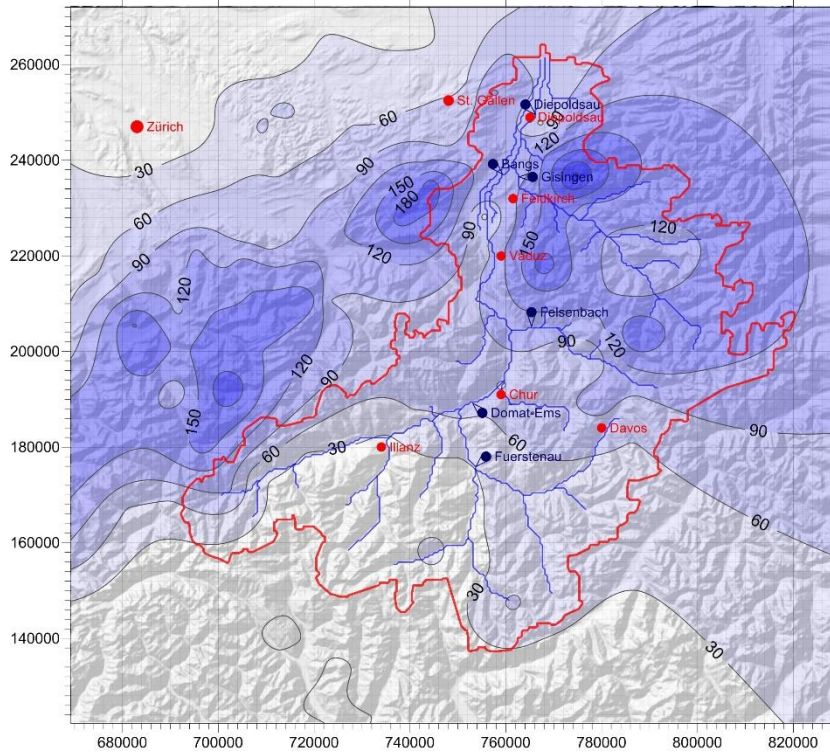 260000
240000
220000
200000
180000
160000
140000
680000 700000 720000 740000 760000 780000 800000 820000
Zürich
St. Gallen
Diepoldsau
Diepoldsau
90
60
120
30
Bangs
90
150
Gisingen
180
Feldkirch
60
120
90
150
120
90
Vaduz
120
Felsenbach
90
120
120
90
150
Chur
Domat-Ems
60
Davos
90
30
Ilanz
60
Fuerstenau
60
30
30